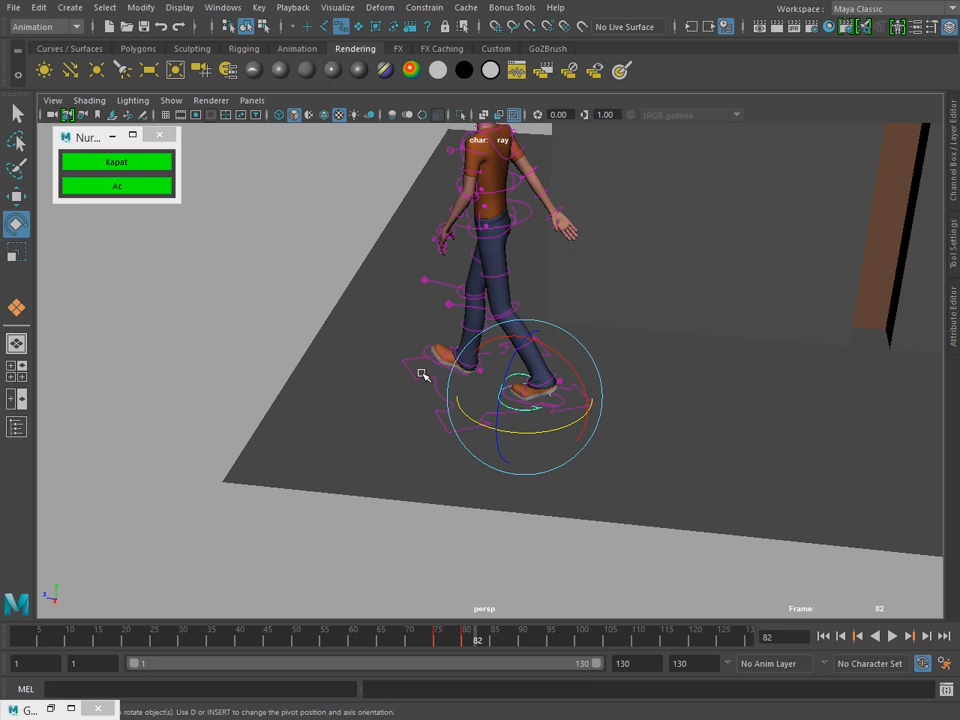 File Edit Create Select Modify Display Windows Key Playback Visualize Deform Constrain Cache Bonus Tools Help Workspace : Maya Classic
Animation No Live Surface
Curves / Surfaces Polygons Sculpting Rigging Animation Rendering FX FX Caching Custom GoZBrush
View Shading Lighting Show Renderer Panels
0.00 1.00 sRGB gamma
Nur...
Kapat
Ac
char: ray
Channel Box / Layer Editor
Tool Settings
Attribute Editor
persp
Frame: 82
5 10 15 20 25 30 35 40 45 50 55 60 65 70 75 80 85 90 95 100 105 110 115 120 125
82
82
1 1 1 130 130 130 No Anim Layer No Character Set
MEL
G... rotate object(s). Use D or INSERT to change the pivot position and axis orientation.